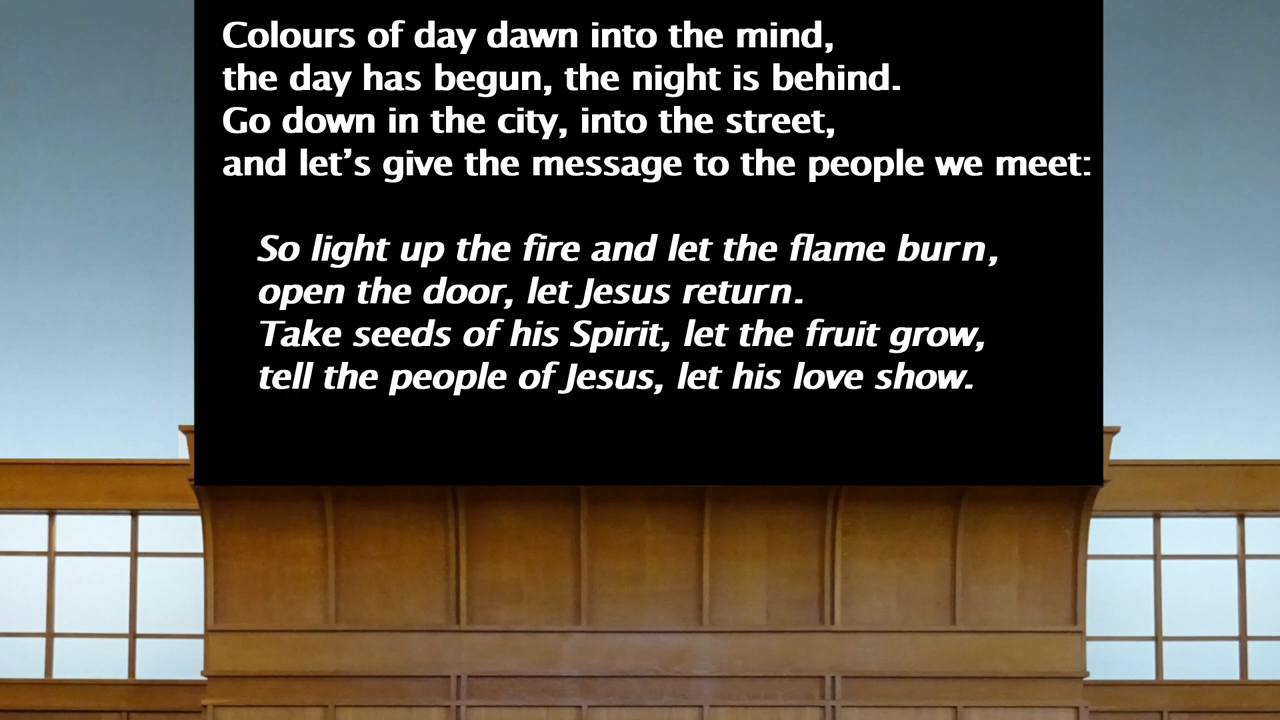 Colours of day dawn into the mind,
the day has begun, the night is behind.
Go down in the city, into the street,
and let’s give the message to the people we meet:
So light up the fire and let the flame burn,
open the door, let Jesus return.
Take seeds of his Spirit, let the fruit grow,
tell the people of Jesus, let his love show.